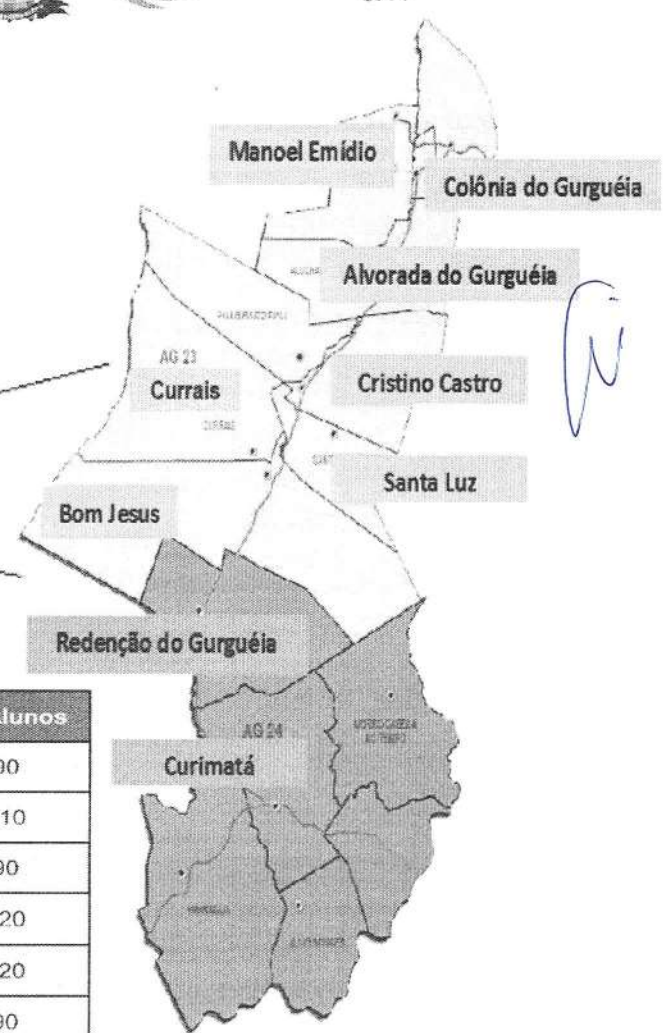 Manoel Emídio
Colônia do Gurguéia
Alvorada do Gurguéia
AG 23
Currais
Cristino Castro
Santa Luz
Bom Jesus
Redenção do Gurguéia
AG 24
Curimatá
lunos
90
10
90
20
20
90